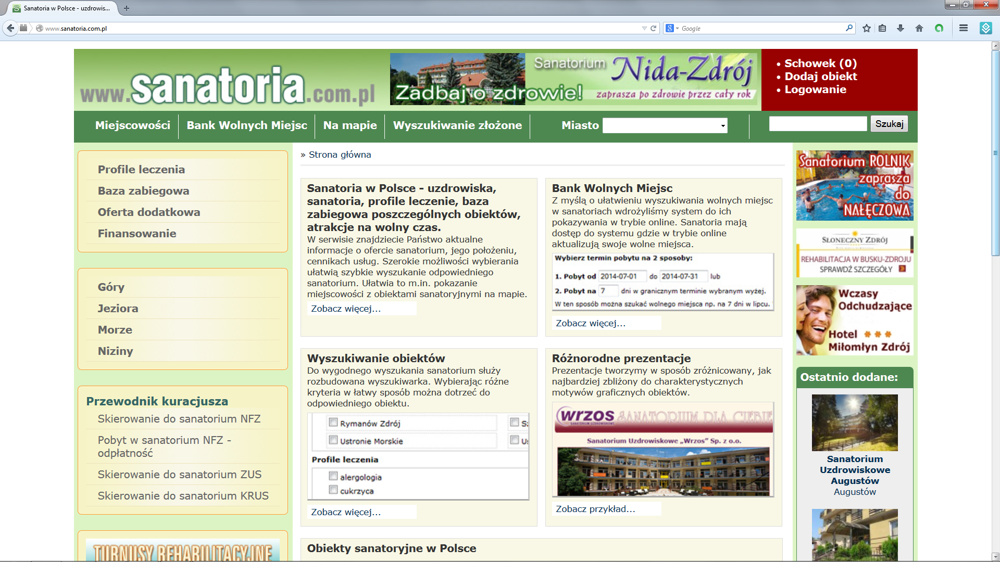 Sanatoria w Polsce - uzdrowis...
www.sanatoria.com.pl
Google
www.sanatoria.com.pl
Zadbaj o zdrowie!
Sanatorium Nida-Zdrój
zaprasza po zdrowie przez cały rok
Schowek (0)
Dodaj obiekt
Logowanie
Miejscowości
Bank Wolnych Miejsc
Na mapie
Wyszukiwanie złożone
Miasto
Szukaj
Profile leczenia
Baza zabiegowa
Oferta dodatkowa
Finansowanie
Góry
Jeziora
Morze
Niziny
Przewodnik kuracjusza
Skierowanie do sanatorium NFZ
Pobyt w sanatorium NFZ -
odpłatność
Skierowanie do sanatorium ZUS
Skierowanie do sanatorium KRUS
TURNUSY REHABILITACYJNE
» Strona główna
Sanatoria w Polsce - uzdrowiska,
sanatoria, profile leczenie, baza
zabiegowa poszczególnych obiektów,
atrakcje na wolny czas.
W serwisie znajdziecie Państwo aktualne
informacje o ofercie sanatorium, jego położeniu,
cennikach usług. Szerokie możliwości wybierania
ułatwią szybkie wyszukanie odpowiedniego
sanatorium. Ułatwia to m.in. pokazanie
miejscowości z obiektami sanatoryjnymi na mapie.
Zobacz więcej...
Bank Wolnych Miejsc
Z myślą o ułatwieniu wyszukiwania wolnych miejsc
w sanatoriach wdrożyliśmy system do ich
pokazywania w trybie online. Sanatoria mają
dostęp do systemu gdzie w trybie online
aktualizują swoje wolne miejsca.
Wybierz termin pobytu na 2 sposoby:
1. Pobyt od 2014-07-01 do 2014-07-31 lub
2. Pobyt na 7 dni w granicznym terminie wybranym wyżej.
W ten sposób można szukać wolnego miejsca np. na 7 dni w lipcu.
Zobacz więcej...
Wyszukiwanie obiektów
Do wygodnego wyszukania sanatorium służy
rozbudowana wyszukiwarka. Wybierając różne
kryteria w łatwy sposób można dotrzeć do
odpowiedniego obiektu.
Rymanów Zdrój
Ustronie Morskie
Profile leczenia
alergologia
cukrzyca
Zobacz więcej...
Różnorodne prezentacje
Prezentacje tworzymy w sposób zróżnicowany, jak
najbardziej zbliżony do charakterystycznych
motywów graficznych obiektów.
wrzos SANATORIUM DLA CIEBIE
Sanatorium Uzdrowiskowe „Wrzos” Sp. z o.o.
Zobacz przykład...
Obiekty sanatoryjne w Polsce
Sanatorium ROLNIK
zaprasza
do
NAŁĘCZOWA
SŁONECZNY ZDRÓJ
REHABILITACJA W BUSKU-ZDROJU
SPRAWDŹ SZCZEGÓŁY
Wczasy
Odchudzające
Hotel
Miłomłyn Zdrój
Ostatnio dodane:
Sanatorium
Uzdrowiskowe
Augustów
Augustów